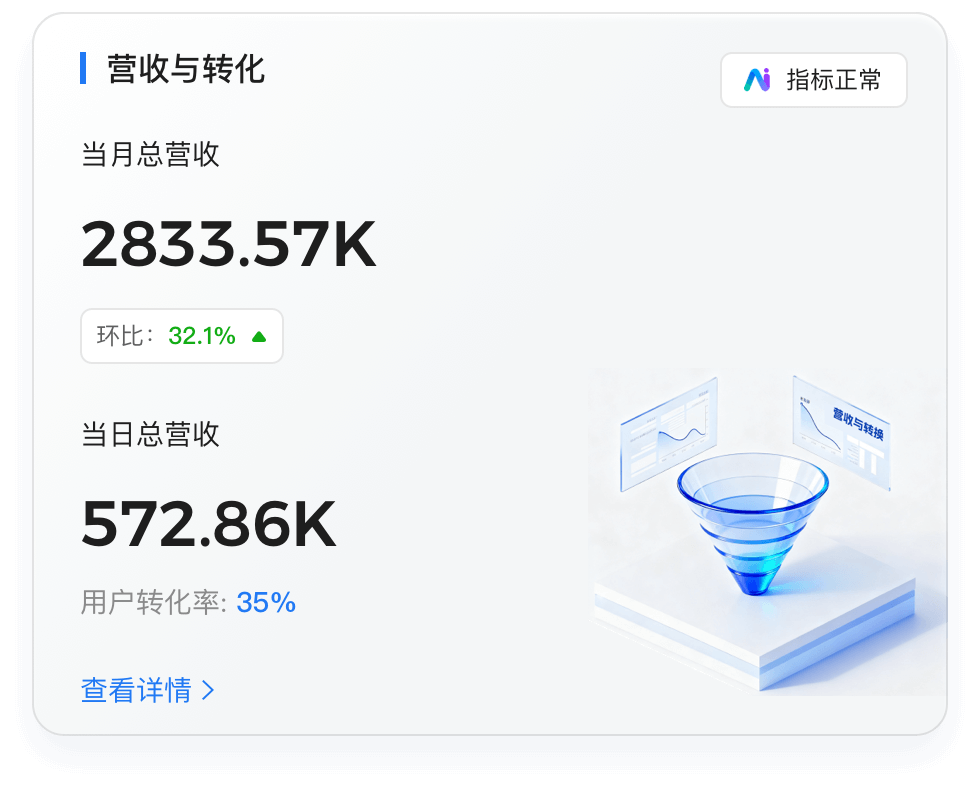 营收与转化
Ai 指标正常
当月总营收
2833.57K
环比： 32.1%
当日总营收
572.86K
营收与转换
用户转化率: 35%
查看详情